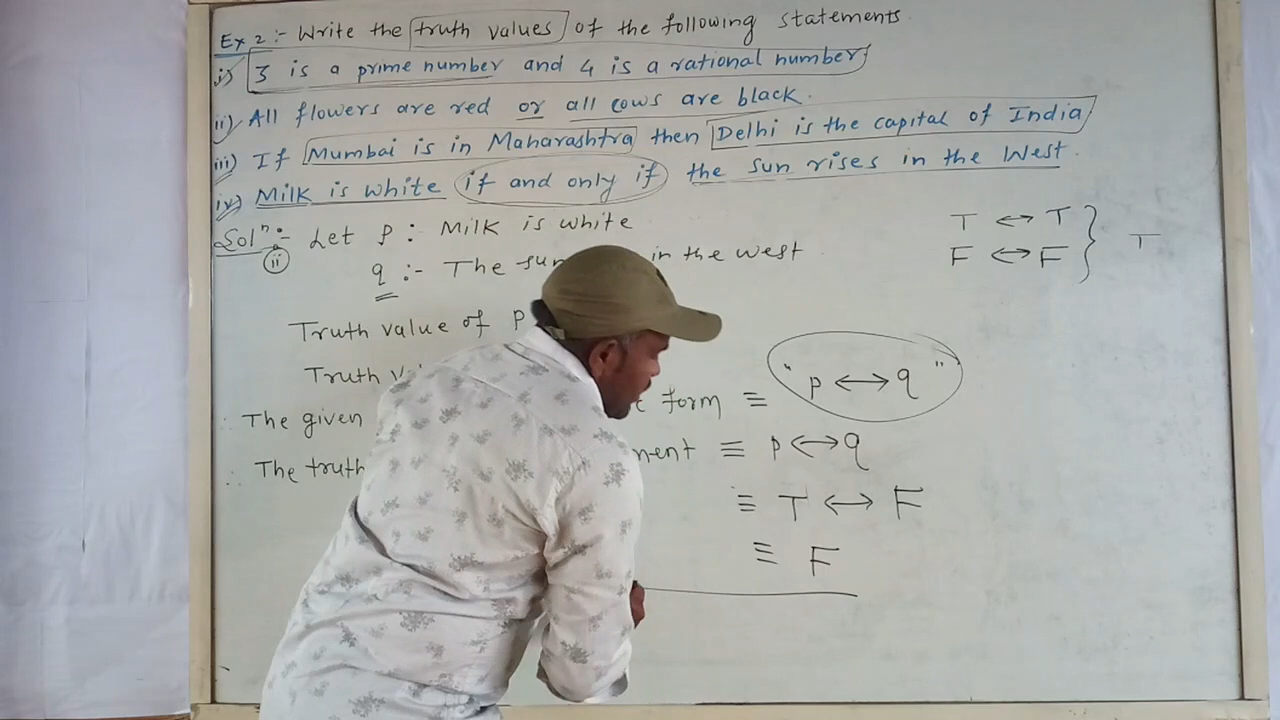 Ex 2 :- Write the truth values of the following statements
i) 3 is a prime number and 4 is a rational number
ii) All flowers are red or all cows are black.
iii) If Mumbai is in Maharashtra then Delhi is the capital of India
iv) Milk is white if and only if the sun rises in the West.
Solⁿ :- Let p : Milk is white
ii
q :- The sun in the west
T ↔ T
F ↔ F } T
Truth value of P
Truth
∴ The given form ≡ "p ↔ q"
∴ The truth ≡ p ↔ q
≡ T ↔ F
≡ F